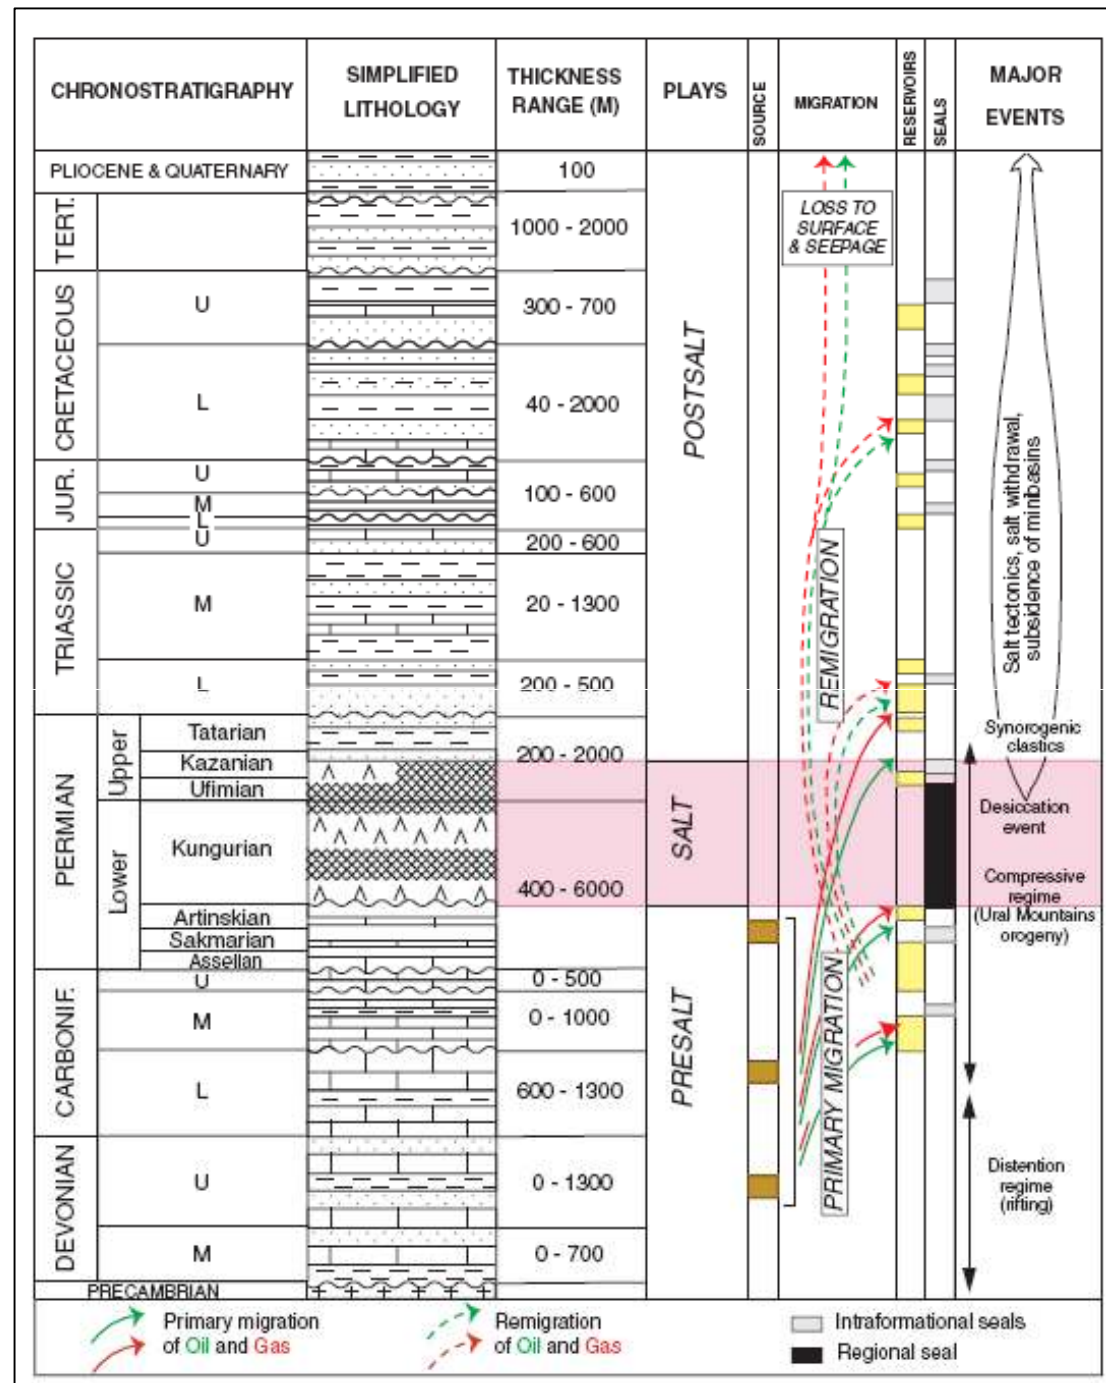 CHRONOSTRATIGRAPHY
SIMPLIFIED
LITHOLOGY
THICKNESS
RANGE (M)
PLAYS
SOURCE
MIGRATION
RESERVOIRS
SEALS
MAJOR
EVENTS
PLIOCENE & QUATERNARY
100
TERT.
1000 - 2000
LOSS TO
SURFACE
& SEEPAGE
CRETACEOUS
U
300 - 700
L
40 - 2000
POSTSALT
JUR.
U
M
L
100 - 600
TRIASSIC
U
200 - 600
M
20 - 1300
L
200 - 500
REMIGRATION
Salt tectonics, salt withdrawal,
subsidence of minibasins
PERMIAN
Upper
Tatarian
Kazanian
Ufimian
200 - 2000
Synorogenic
clastics
Lower
Kungurian
400 - 6000
SALT
Desiccation
event
Compressive
regime
(Ural Mountains
orogeny)
Artinskian
Sakmarian
Asselian
CARBONIF.
U
0 - 500
M
0 - 1000
L
600 - 1300
PRESALT
PRIMARY MIGRATION
DEVONIAN
U
0 - 1300
M
0 - 700
Distention
regime
(rifting)
PRECAMBRIAN
Primary migration
of Oil and Gas
Remigration
of Oil and Gas
Intraformational seals
Regional seal